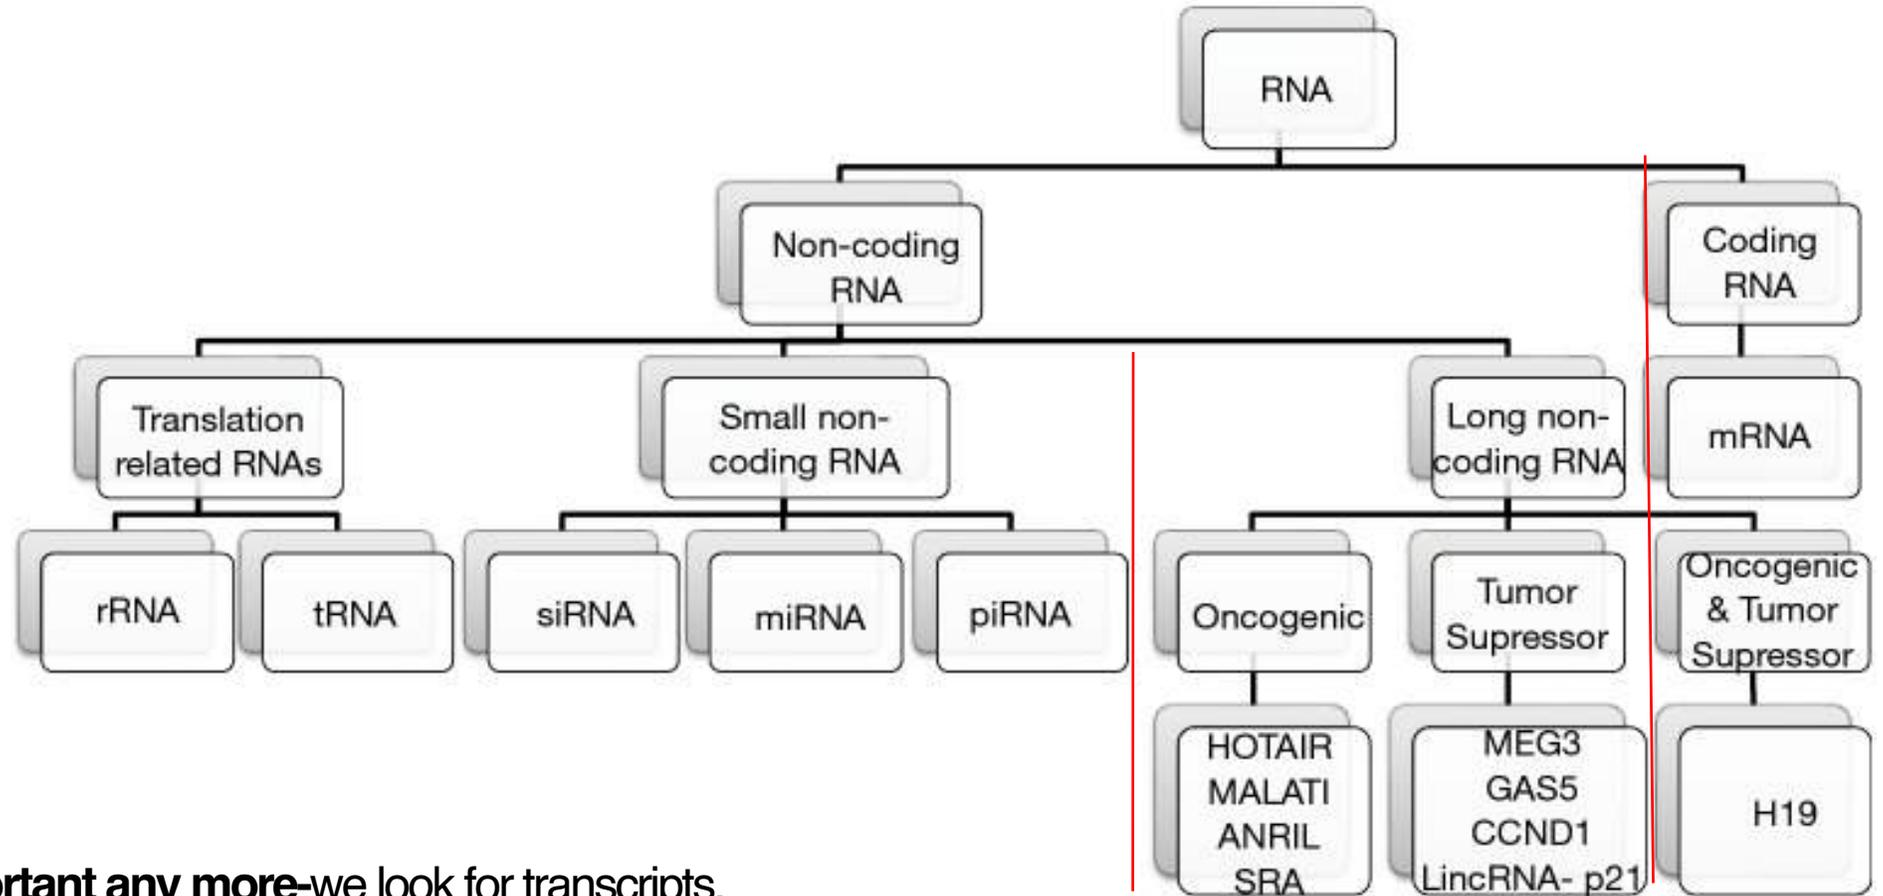 RNA
Non-coding
RNA
Coding
RNA
Translation
related RNAs
Small non-
coding RNA
Long non-
coding RNA
mRNA
rRNA
tRNA
siRNA
miRNA
piRNA
Oncogenic
Tumor
Supressor
Oncogenic
& Tumor
Supressor
HOTAIR
MALATI
ANRIL
SRA
MEG3
GAS5
CCND1
LincRNA- p21
H19
any more-we look for transcripts.